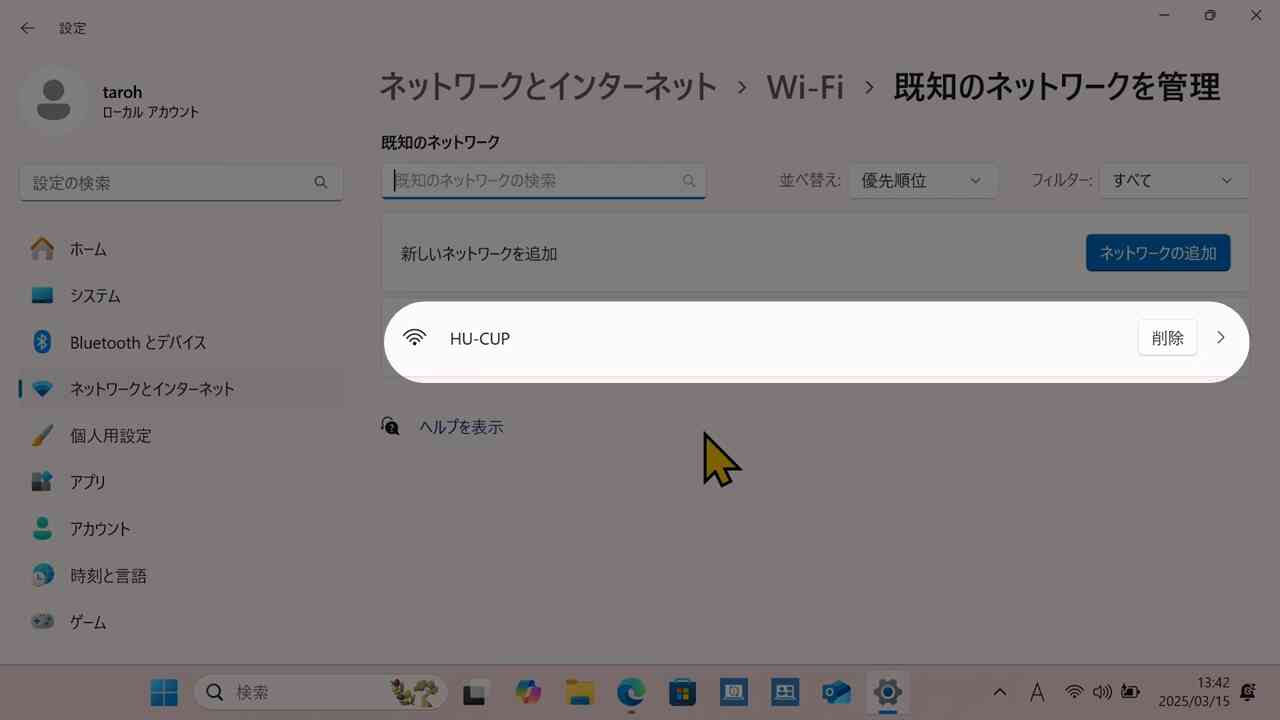 設定
taroh
ローカル アカウント
設定の検索
ホーム
システム
Bluetooth とデバイス
ネットワークとインターネット
個人用設定
アプリ
アカウント
時刻と言語
ゲーム
ネットワークとインターネット › Wi-Fi › 既知のネットワークを管理
既知のネットワーク
既知のネットワークの検索
並べ替え: 優先順位 フィルター: すべて
新しいネットワークを追加 ネットワークの追加
HU-CUP 削除
ヘルプを表示
検索
A
13:42
2025/03/15